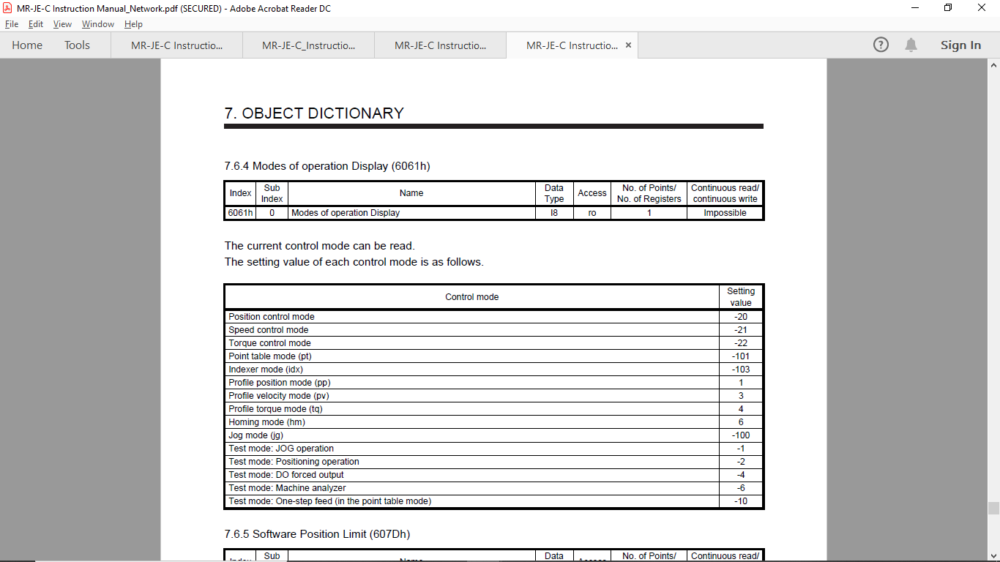 MR-JE-C Instruction Manual_Network.pdf (SECURED) - Adobe Acrobat Reader DC
File Edit View Window Help
Home Tools MR-JE-C Instructio... MR-JE-C_Instructio... MR-JE-C Instructio... MR-JE-C Instructio... × ? Sign In
7. OBJECT DICTIONARY
7.6.4 Modes of operation Display (6061h)
Index Sub Index Name Data Type Access No. of Points/ No. of Registers Continuous read/ continuous write
6061h 0 Modes of operation Display I8 ro 1 Impossible
The current control mode can be read.
The setting value of each control mode is as follows.
Control mode Setting value
Position control mode -20
Speed control mode -21
Torque control mode -22
Point table mode (pt) -101
Indexer mode (idx) -103
Profile position mode (pp) 1
Profile velocity mode (pv) 3
Profile torque mode (tq) 4
Homing mode (hm) 6
Jog mode (jg) -100
Test mode: JOG operation -1
Test mode: Positioning operation -2
Test mode: DO forced output -4
Test mode: Machine analyzer -6
Test mode: One-step feed (in the point table mode) -10
7.6.5 Software Position Limit (607Dh)
Sub Data No. of Points/ Continuous read/